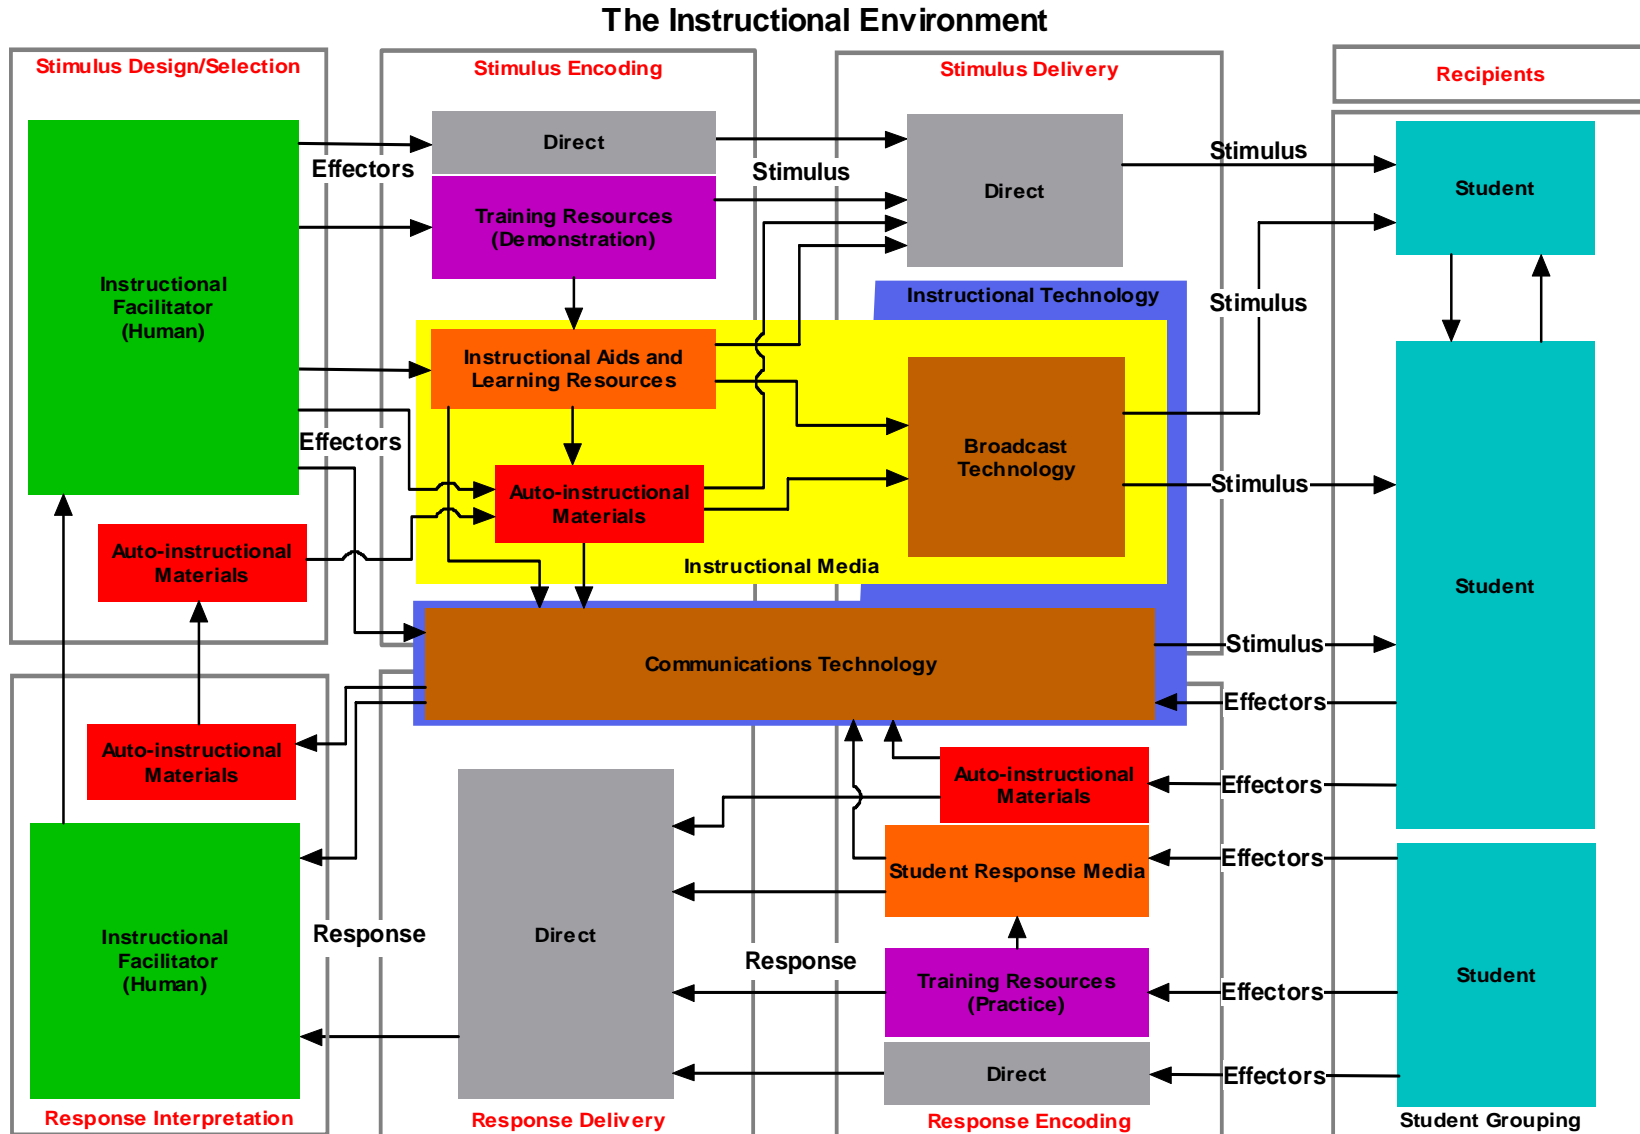 The Instructional Environment
Stimulus Design/Selection
Stimulus Encoding
Stimulus Delivery
Recipients
Direct
Effectors
Stimulus
Stimulus
Direct
Student
Training Resources
(Demonstration)
Instructional
Facilitator
(Human)
Instructional Technology
Stimulus
Instructional Aids and
Learning Resources
Effectors
Broadcast
Technology
Stimulus
Auto-instructional
Materials
Auto-instructional
Materials
Instructional Media
Student
Communications Technology
Stimulus
Effectors
Auto-instructional
Materials
Auto-instructional
Materials
Effectors
Student Response Media
Effectors
Instructional
Facilitator
(Human)
Response
Direct
Response
Training Resources
(Practice)
Effectors
Student
Direct
Effectors
Response Interpretation
Response Delivery
Response Encoding
Student Grouping